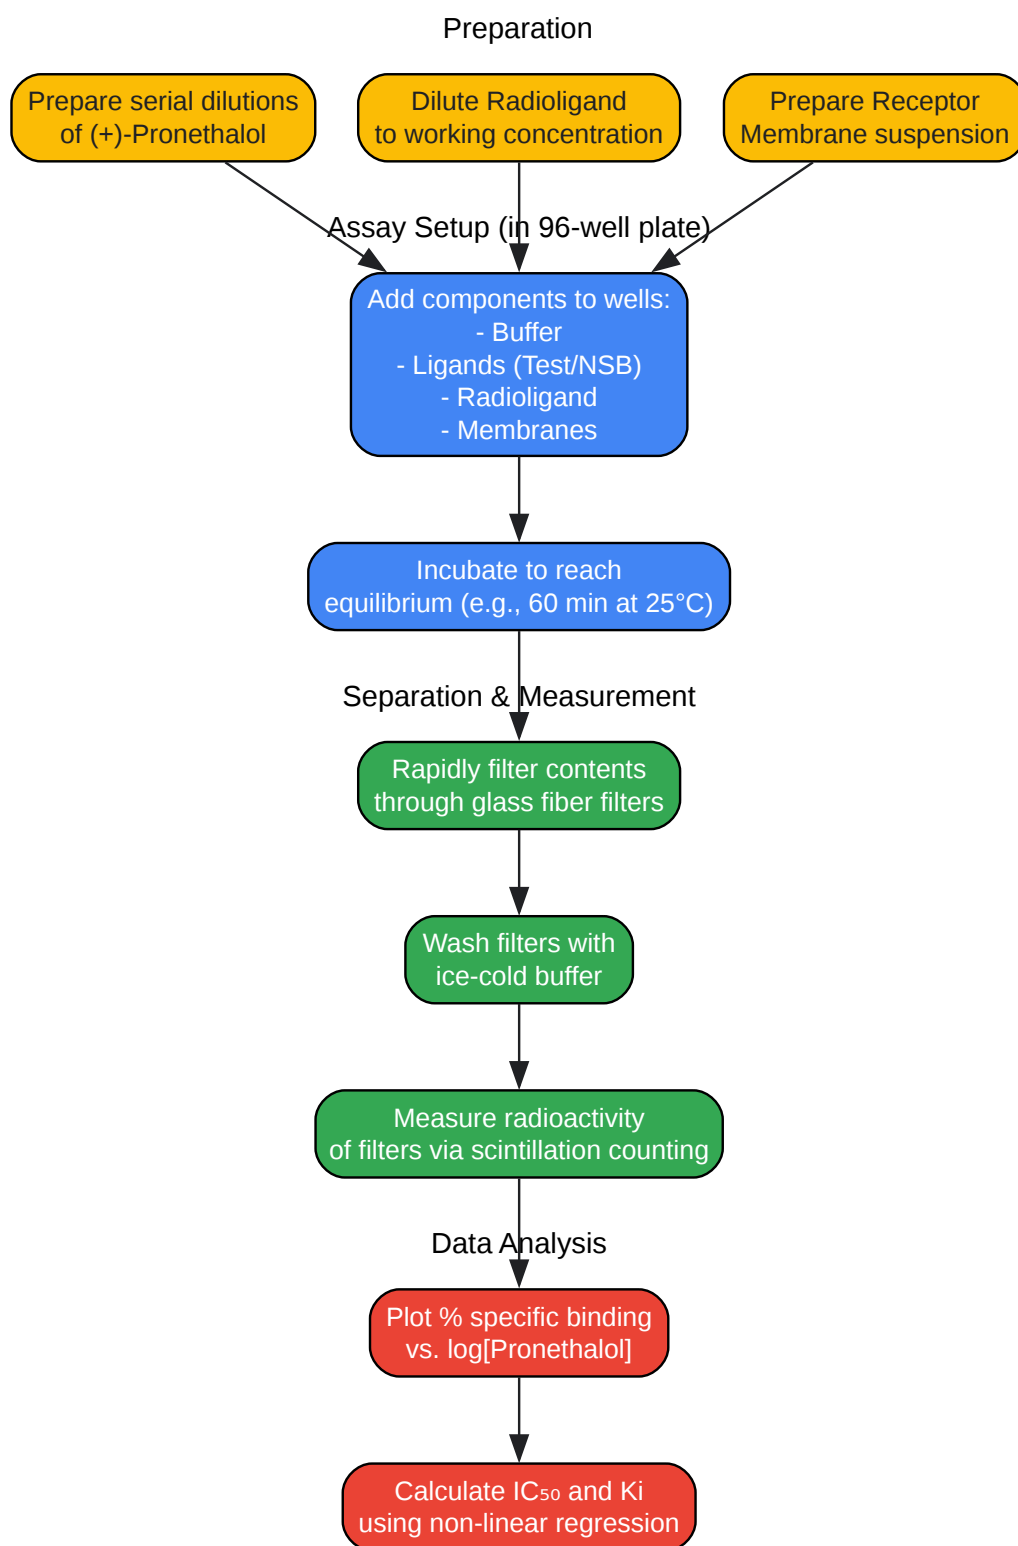 Preparation
Prepare serial dilutions
of (+)-Pronethalol
Dilute Radioligand
to working concentration
Prepare Receptor
Membrane suspension
Assay Setup (in 96-well plate)
Add components to wells:
- Buffer
- Ligands (Test/NSB)
- Radioligand
- Membranes
Incubate to reach
equilibrium (e.g., 60 min at 25°C)
Separation & Measurement
Rapidly filter contents
through glass fiber filters
Wash filters with
ice-cold buffer
Measure radioactivity
of filters via scintillation counting
Data Analysis
Plot % specific binding
vs. log[Pronethalol]
Calculate IC₅₀ and Ki
using non-linear regression